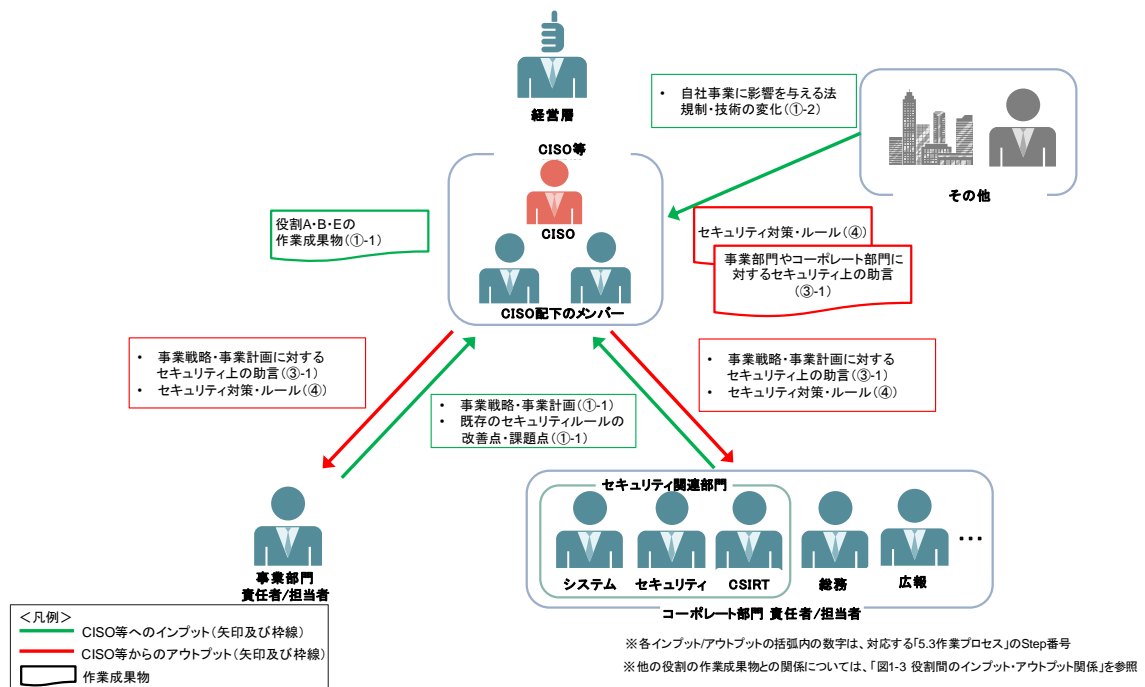 経営層
・ 自社事業に影響を与える法
規制・技術の変化(①-2)
その他
CISO等
CISO
CISO配下のメンバー
役割A・B・Eの
作業成果物(①-1)
セキュリティ対策・ルール(④)
事業部門やコーポレート部門に
対するセキュリティ上の助言
(③-1)
・ 事業戦略・事業計画に対する
セキュリティ上の助言(③-1)
・ セキュリティ対策・ルール(④)
・ 事業戦略・事業計画(①-1)
・ 既存のセキュリティルールの
改善点・課題点(①-1)
・ 事業戦略・事業計画に対する
セキュリティ上の助言(③-1)
・ セキュリティ対策・ルール(④)
事業部門
責任者/担当者
セキュリティ関連部門
システム
セキュリティ
CSIRT
総務
広報
…
コーポレート部門 責任者/担当者
<凡例>
CISO等へのインプット(矢印及び枠線)
CISO等からのアウトプット(矢印及び枠線)
作業成果物
※各インプット/アウトプットの括弧内の数字は、対応する「5.3作業プロセス」のStep番号
※他の役割の作業成果物との関係については、「図1-3 役割間のインプット・アウトプット関係」を参照